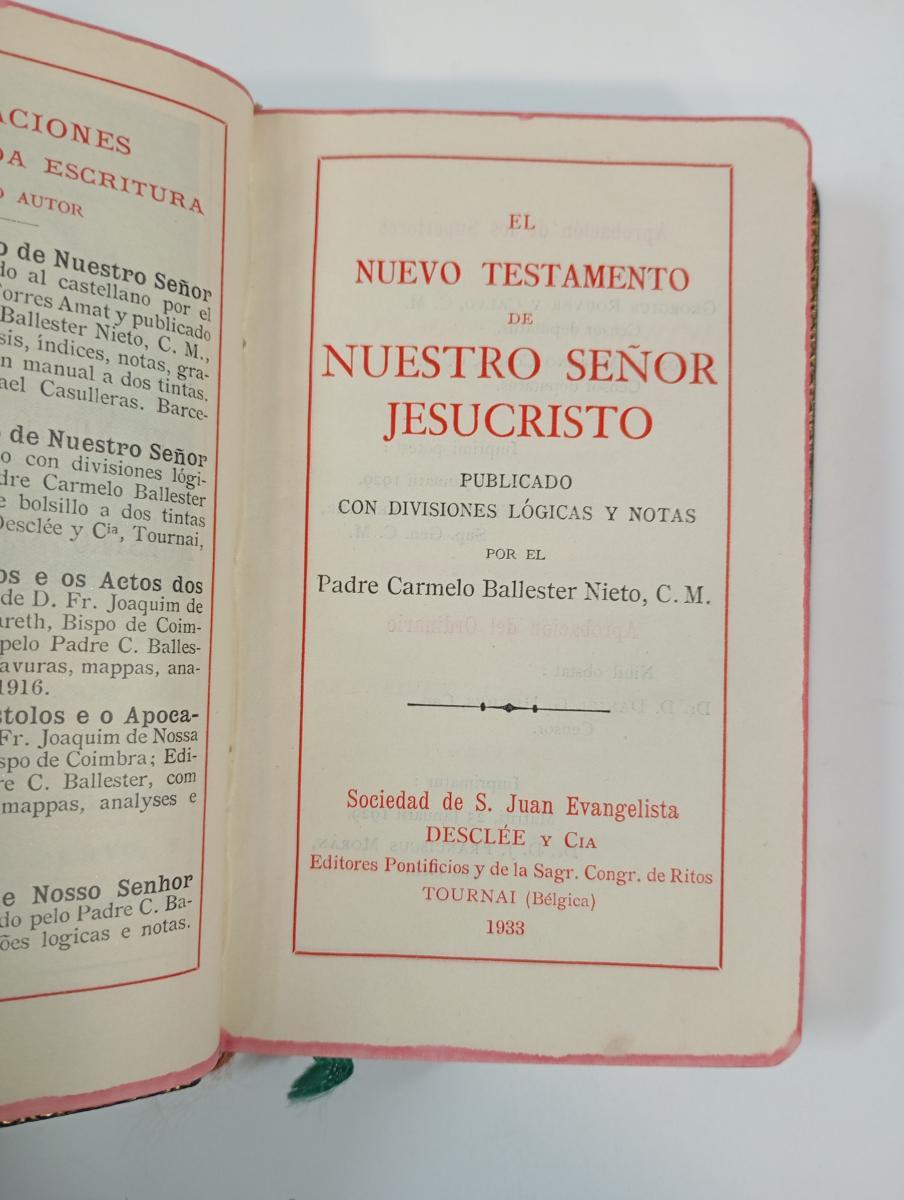 ACIONES
DA ESCRITURA
O AUTOR
o de Nuestro Señor
do al castellano por el
Torres Amat y publicado
Ballester Nieto, C. M.,
sis, índices, notas, gra-
n manual a dos tintas.
ael Casulleras. Barce-
de Nuestro Señor
o con divisiones lógi-
dre Carmelo Ballester
e bolsillo a dos tintas
Desclée y Cia, Tournai,
os e os Actos dos
de D. Fr. Joaquim de
areth, Bispo de Coim-
pelo Padre C. Balles-
avuras, mappas, ana-
1916.
stolos e o Apoca-
Fr. Joaquim de Nossa
spo de Coimbra; Edi-
re C. Ballester, com
mappas, analyses e
e Nosso Senhor
do pelo Padre C. Ba-
ões logicas e notas.
EL
NUEVO TESTAMENTO
DE
NUESTRO SEÑOR
JESUCRISTO
PUBLICADO
CON DIVISIONES LÓGICAS Y NOTAS
POR EL
Padre Carmelo Ballester Nieto, C. M.
Sociedad de S. Juan Evangelista
DESCLÉE Y CIA
Editores Pontificios y de la Sagr. Congr. de Ritos
TOURNAI (Bélgica)
1933